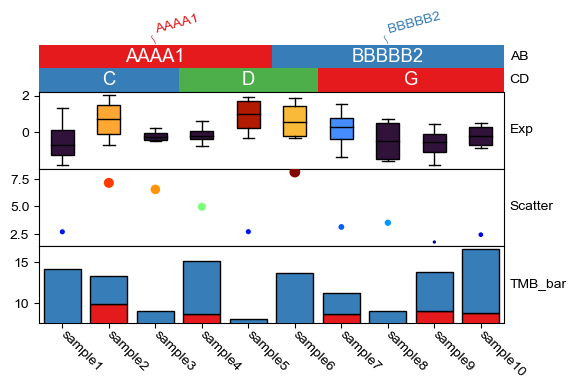 AAAA1 BBBBB2
AAAA1 BBBBB2 AB
C D G CD
2
0
Exp
7.5
5.0
2.5
Scatter
15
10
TMB_bar
sample1 sample2 sample3 sample4 sample5 sample6 sample7 sample8 sample9 sample10